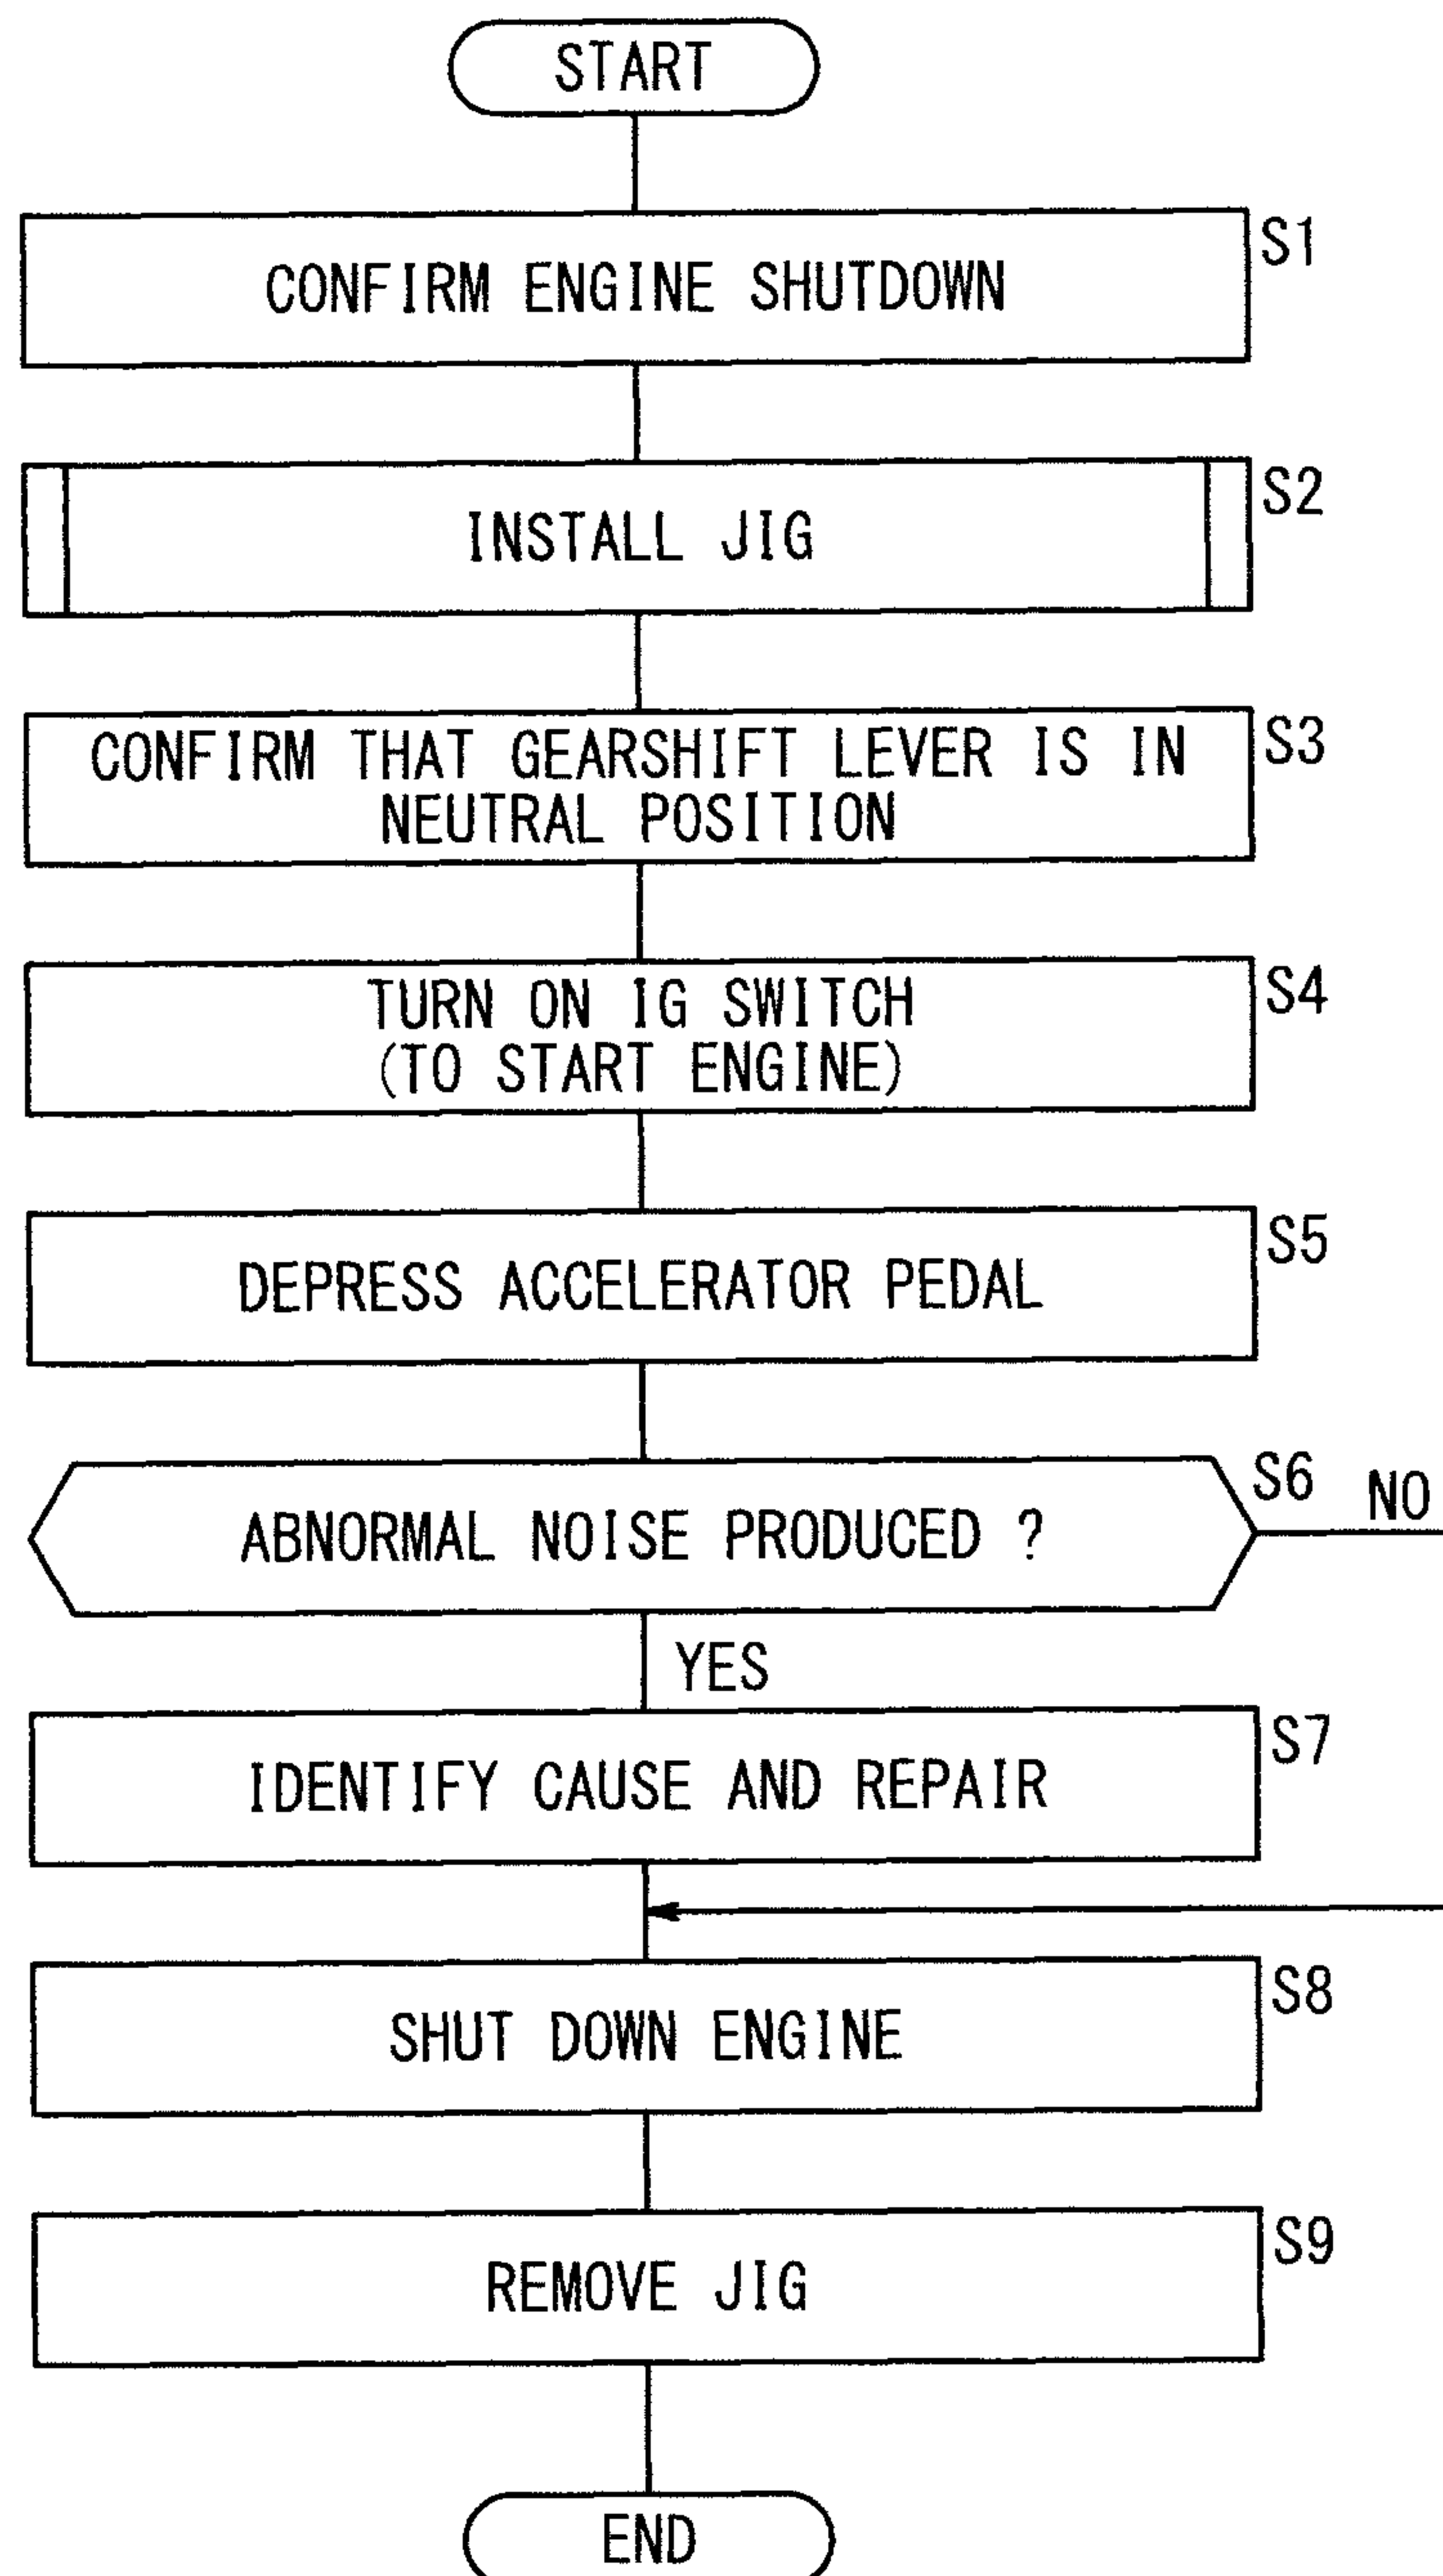 START
S1
CONFIRM ENGINE SHUTDOWN
S2
INSTALL JIG
S3
CONFIRM THAT GEARSHIFT LEVER IS IN
NEUTRAL POSITION
S4
TURN ON IG SWITCH
(TO START ENGINE)
S5
DEPRESS ACCELERATOR PEDAL
S6
NO
ABNORMAL NOISE PRODUCED ?
YES
S7
IDENTIFY CAUSE AND REPAIR
S8
SHUT DOWN ENGINE
S9
REMOVE JIG
END